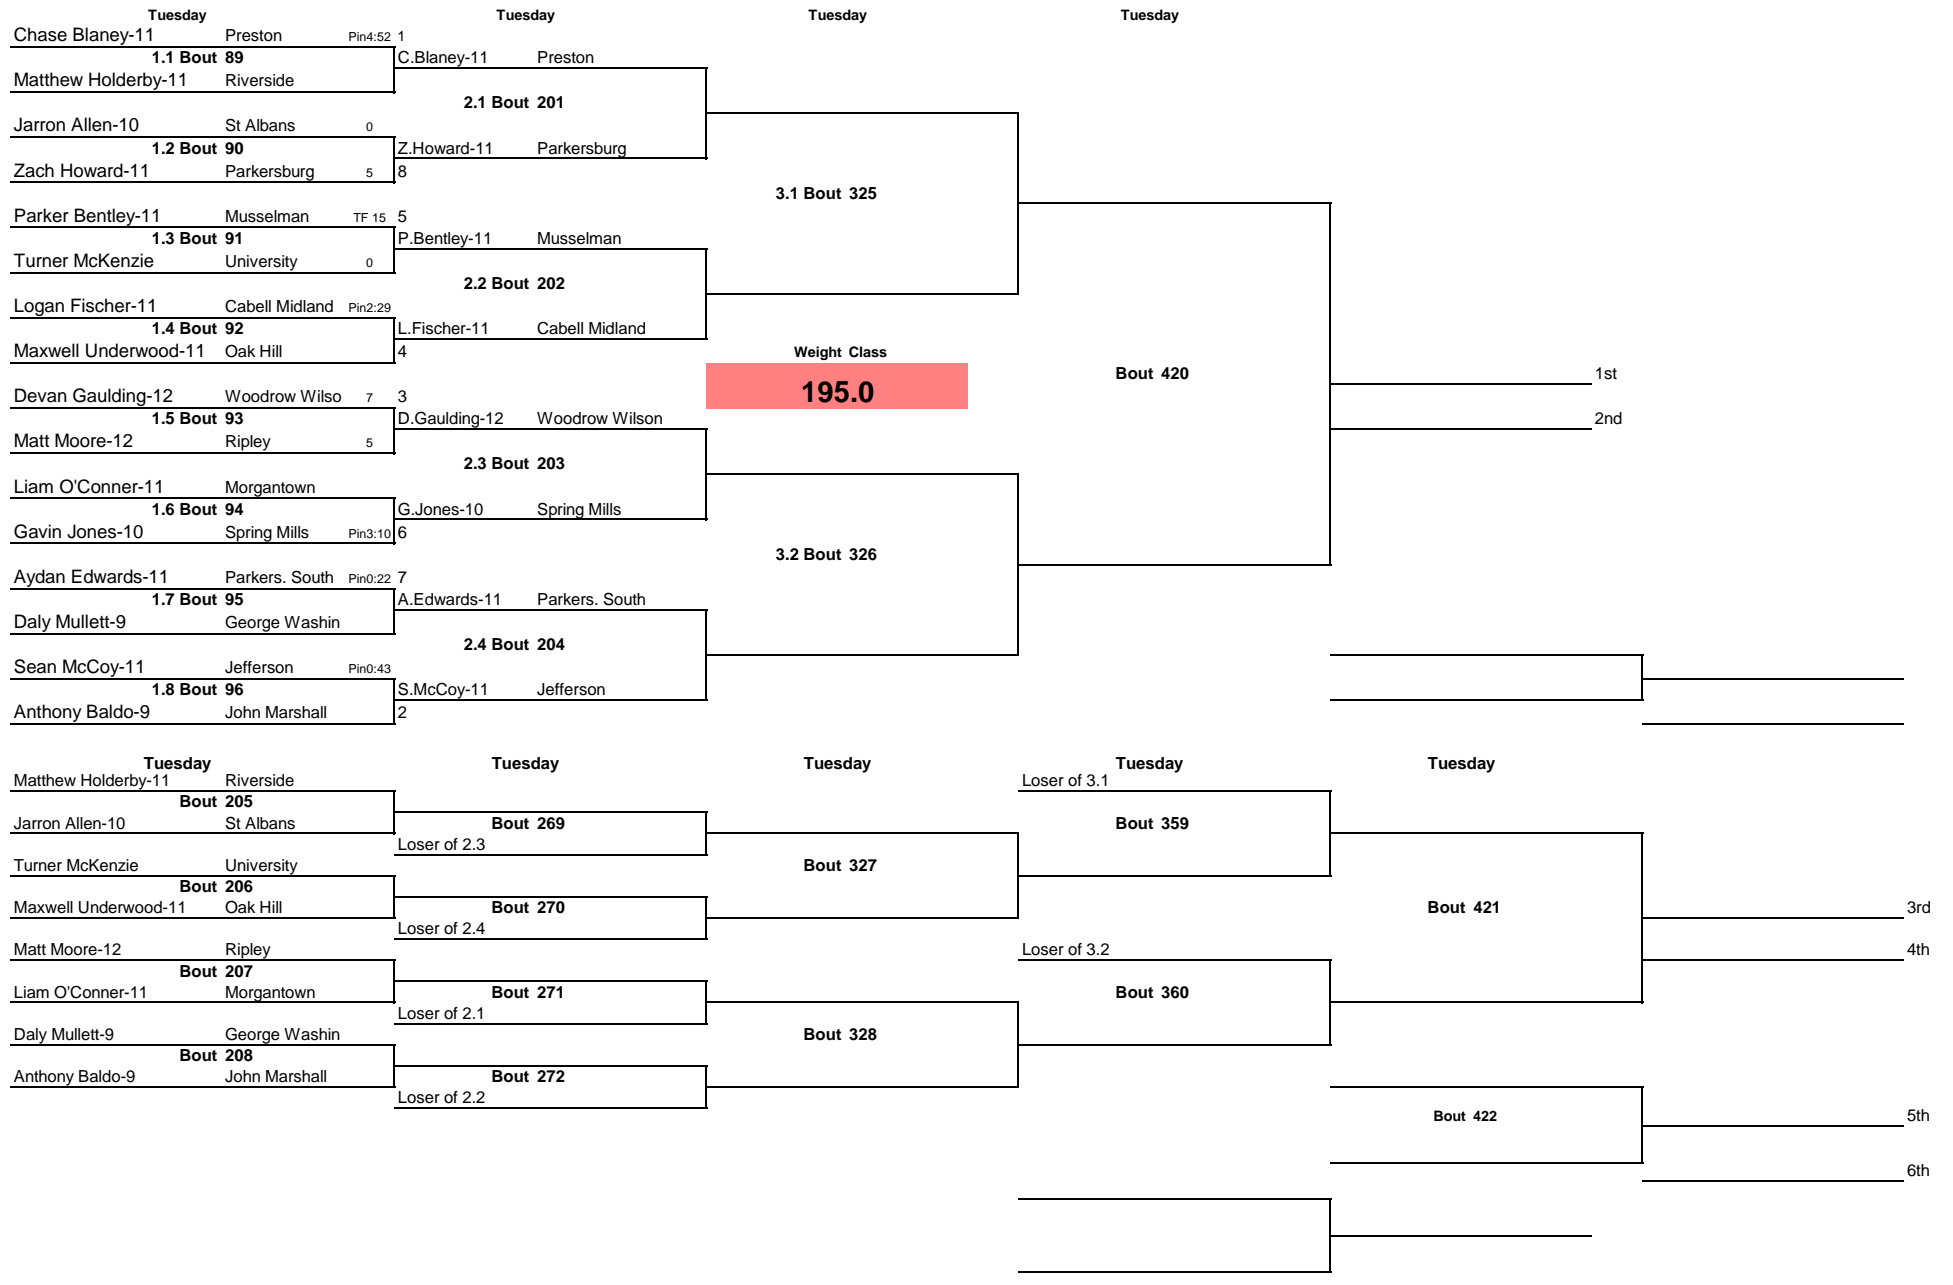 Tuesday Tuesday Tuesday Tuesday
Chase Blaney-11 Preston Pin4:52 1
1.1 Bout 89 C.Blaney-11 Preston
Matthew Holderby-11 Riverside
2.1 Bout 201
Jarron Allen-10 St Albans 0
1.2 Bout 90 Z.Howard-11 Parkersburg
Zach Howard-11 Parkersburg 5 8
3.1 Bout 325
Parker Bentley-11 Musselman TF 15 5
1.3 Bout 91 P.Bentley-11 Musselman
Turner McKenzie University 0
2.2 Bout 202
Logan Fischer-11 Cabell Midland Pin2:29
1.4 Bout 92 L.Fischer-11 Cabell Midland
Maxwell Underwood-11 Oak Hill 4 Weight Class
Bout 420 1st
Devan Gaulding-12 Woodrow Wilso 7 3 195.0
1.5 Bout 93 D.Gaulding-12 Woodrow Wilson 2nd
Matt Moore-12 Ripley 5
2.3 Bout 203
Liam O'Conner-11 Morgantown
1.6 Bout 94 G.Jones-10 Spring Mills
Gavin Jones-10 Spring Mills Pin3:10 6
3.2 Bout 326
Aydan Edwards-11 Parkers. South Pin0:22 7
1.7 Bout 95 A.Edwards-11 Parkers. South
Daly Mullett-9 George Washin
2.4 Bout 204
Sean McCoy-11 Jefferson Pin0:43
1.8 Bout 96 S.McCoy-11 Jefferson
Anthony Baldo-9 John Marshall 2
Tuesday Tuesday Tuesday Tuesday Tuesday
Matthew Holderby-11 Riverside Loser of 3.1
Bout 205
Jarron Allen-10 St Albans Bout 269 Bout 359
Loser of 2.3
Turner McKenzie University Bout 327
Bout 206
Maxwell Underwood-11 Oak Hill Bout 270 Bout 421 3rd
Loser of 2.4
Matt Moore-12 Ripley Loser of 3.2 4th
Bout 207
Liam O'Conner-11 Morgantown Bout 271 Bout 360
Loser of 2.1
Daly Mullett-9 George Washin Bout 328
Bout 208
Anthony Baldo-9 John Marshall Bout 272
Loser of 2.2
Bout 422 5th
6th